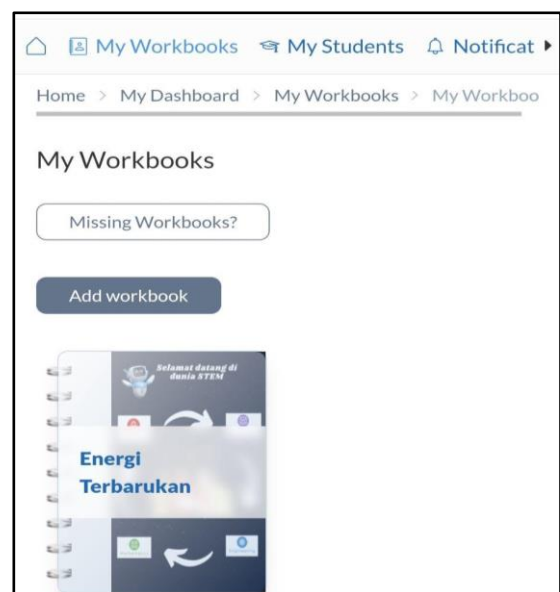 My Workbooks My Students Notificat
Home > My Dashboard > My Workbooks > My Workboo
My Workbooks
Missing Workbooks?
Add workbook
Selamat datang di
dunia STEM
Energi
Terbarukan